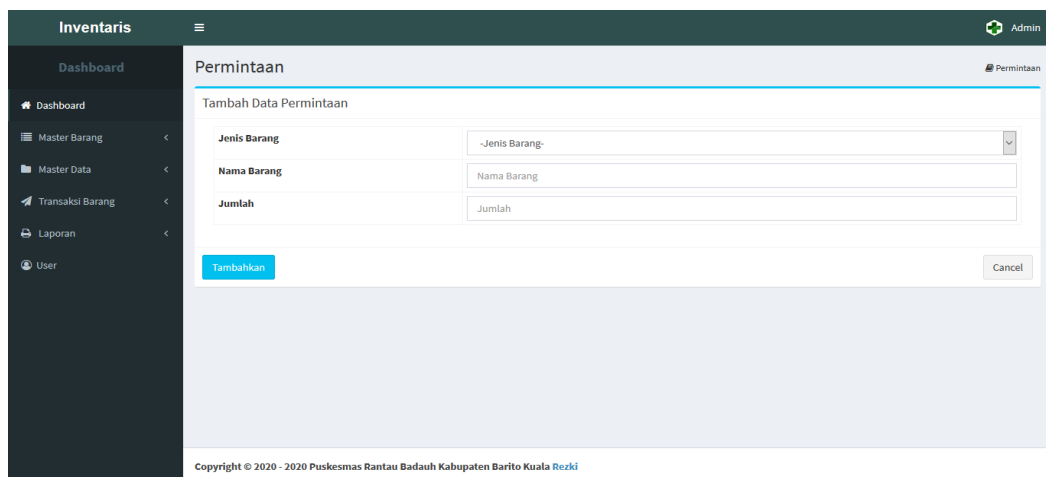 Inventaris
Admin
Dashboard
Permintaan
Permintaan
Dashboard
Tambah Data Permintaan
Master Barang
Jenis Barang
-Jenis Barang-
Master Data
Nama Barang
Nama Barang
Transaksi Barang
Jumlah
Jumlah
Laporan
User
Tambahkan
Cancel
Copyright © 2020 - 2020 Puskesmas Rantau Badauh Kabupaten Barito Kuala Rezki